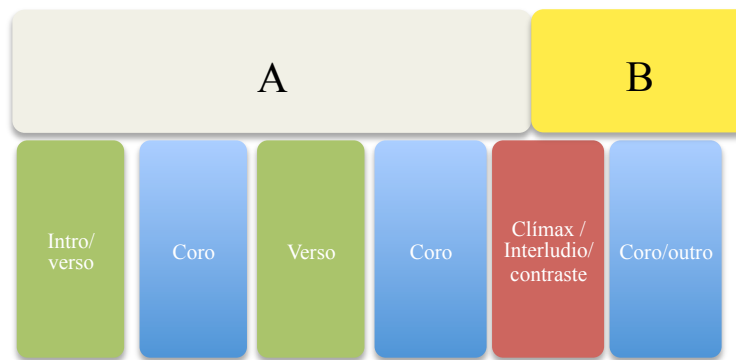 A
B
Intro/
verso
Coro
Verso
Coro
Clímax /
Interludio/
contraste
Coro/outro